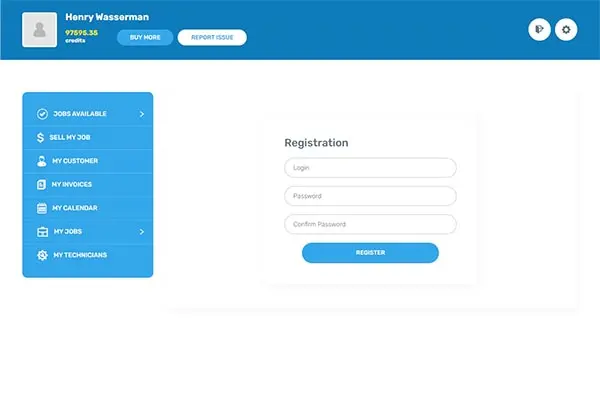 Henry Wasserman
97595.35
credits
BUY MORE
REPORT ISSUE
JOBS AVAILABLE
SELL MY JOB
MY CUSTOMER
MY INVOICES
MY CALENDAR
MY JOBS
MY TECHNICIANS
Registration
Login
Password
Confirm Password
REGISTER